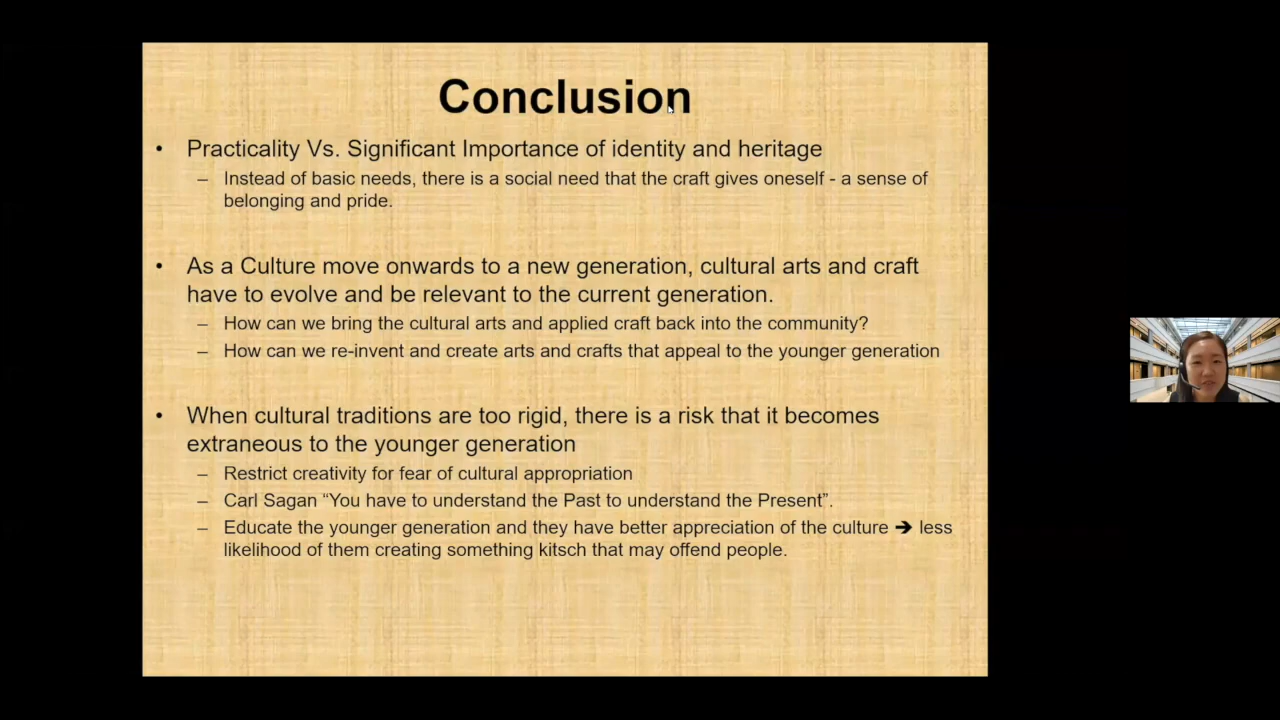 Conclusion
• Practicality Vs. Significant Importance of identity and heritage
– Instead of basic needs, there is a social need that the craft gives oneself - a sense of
belonging and pride.
• As a Culture move onwards to a new generation, cultural arts and craft
have to evolve and be relevant to the current generation.
– How can we bring the cultural arts and applied craft back into the community?
– How can we re-invent and create arts and crafts that appeal to the younger generation
• When cultural traditions are too rigid, there is a risk that it becomes
extraneous to the younger generation
– Restrict creativity for fear of cultural appropriation
– Carl Sagan “You have to understand the Past to understand the Present”.
– Educate the younger generation and they have better appreciation of the culture ➔ less
likelihood of them creating something kitsch that may offend people.